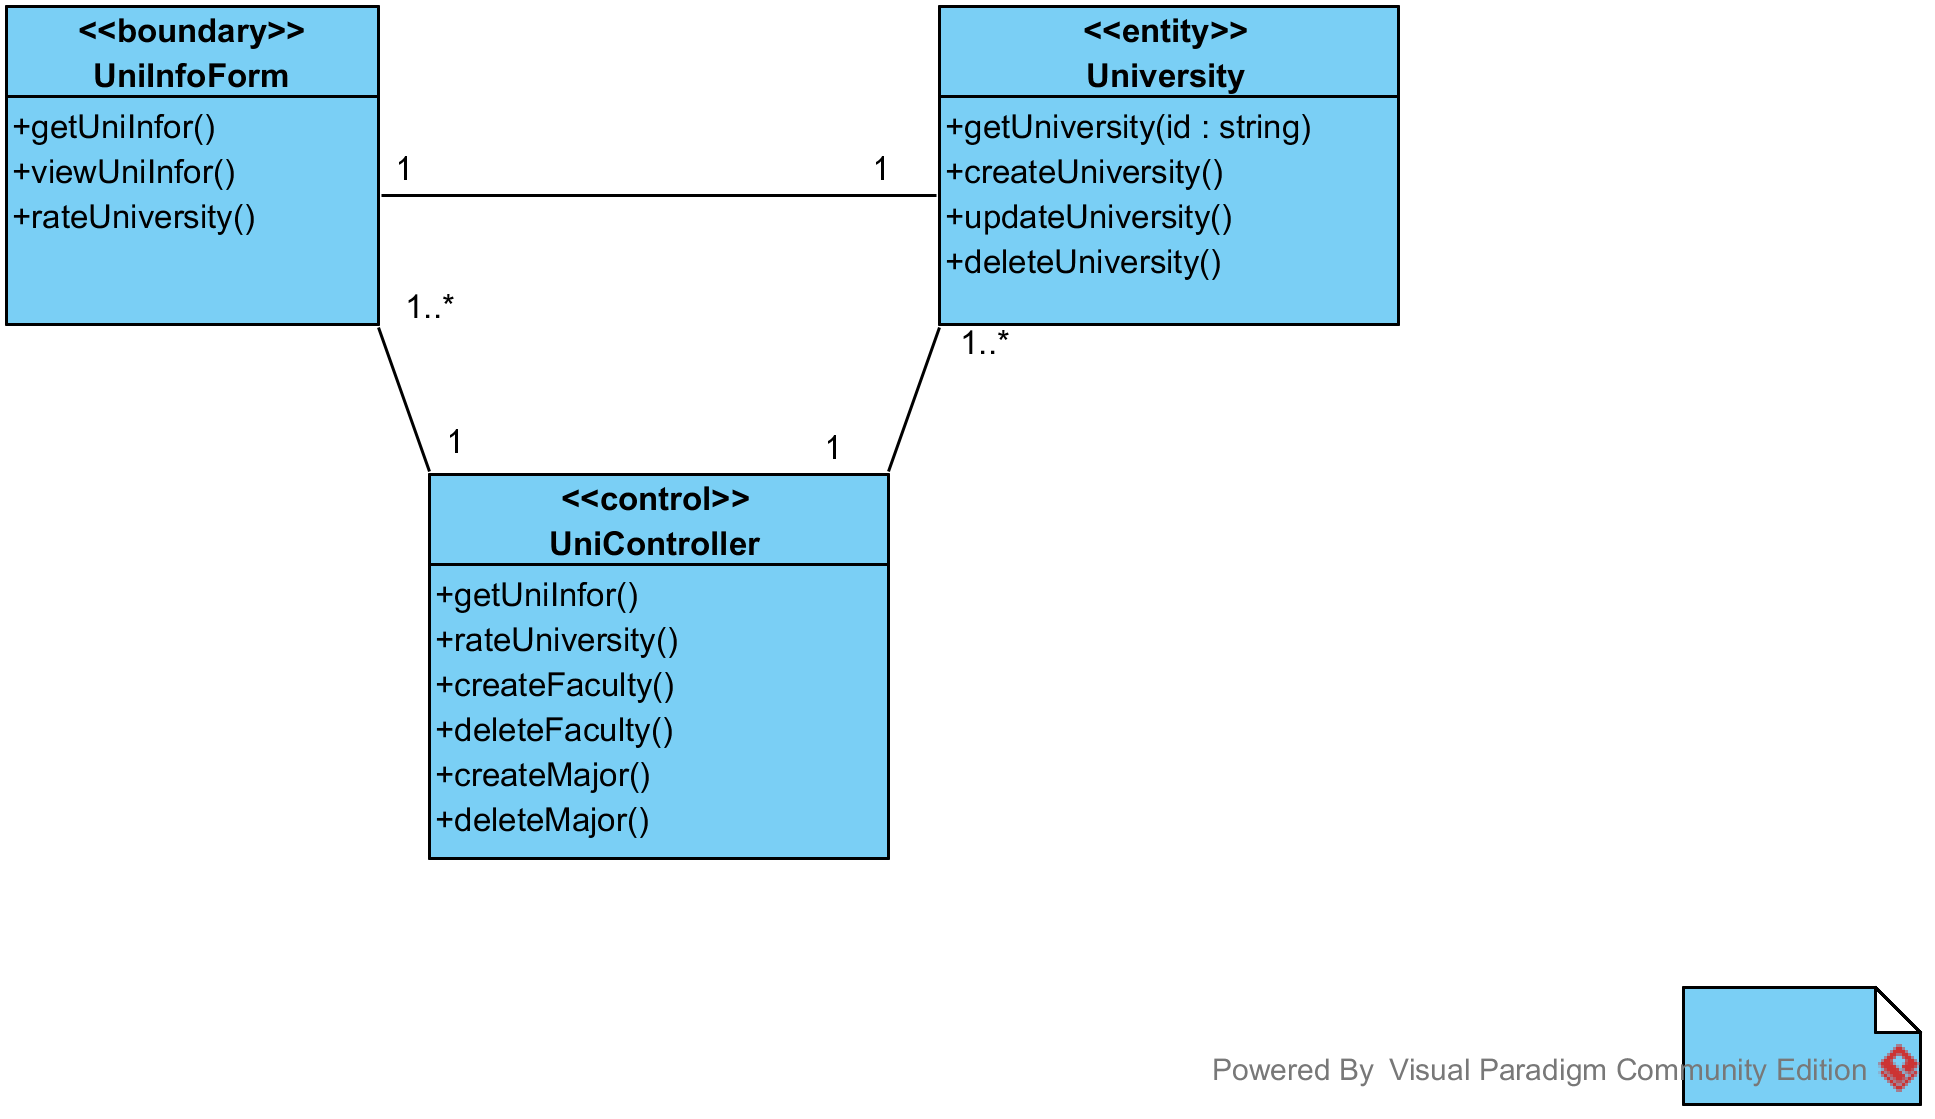 <<boundary>>
UniInfoForm
+getUniInfor()
+viewUniInfor()
+rateUniversity()
<<entity>>
University
+getUniversity(id : string)
+createUniversity()
+updateUniversity()
+deleteUniversity()
1
1
1..*
1..*
1
1
<<control>>
UniController
+getUniInfor()
+rateUniversity()
+createFaculty()
+deleteFaculty()
+createMajor()
+deleteMajor()
Powered By Visual Paradigm Community Edition